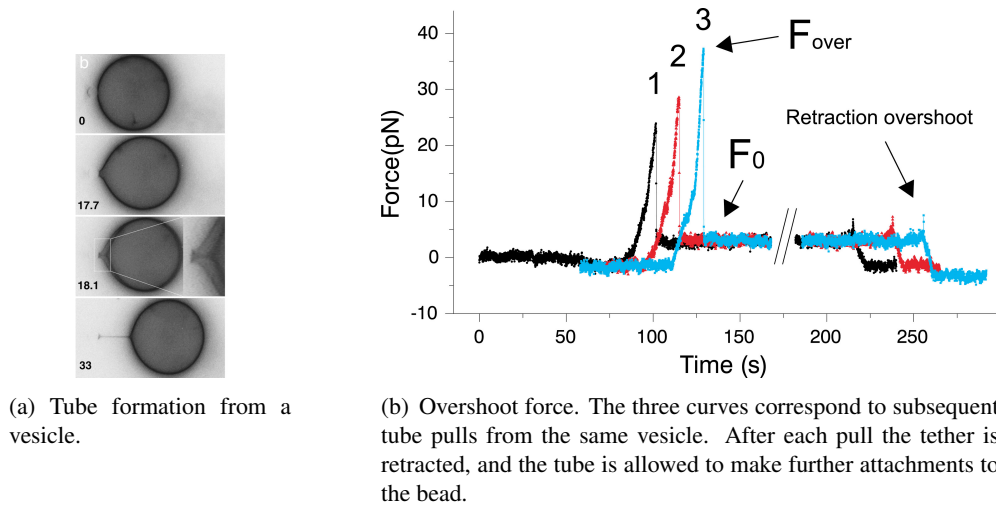 b
0
17.7
18.1
33
(a) Tube formation from a
vesicle.
Force(pN)
40
30
20
10
0
-10
1
2
3
Fover
F0
Retraction overshoot
0
50
100
150
200
250
Time (s)
(b) Overshoot force. The three curves correspond to subsequent
tube pulls from the same vesicle. After each pull the tether is
retracted, and the tube is allowed to make further attachments to
the bead.